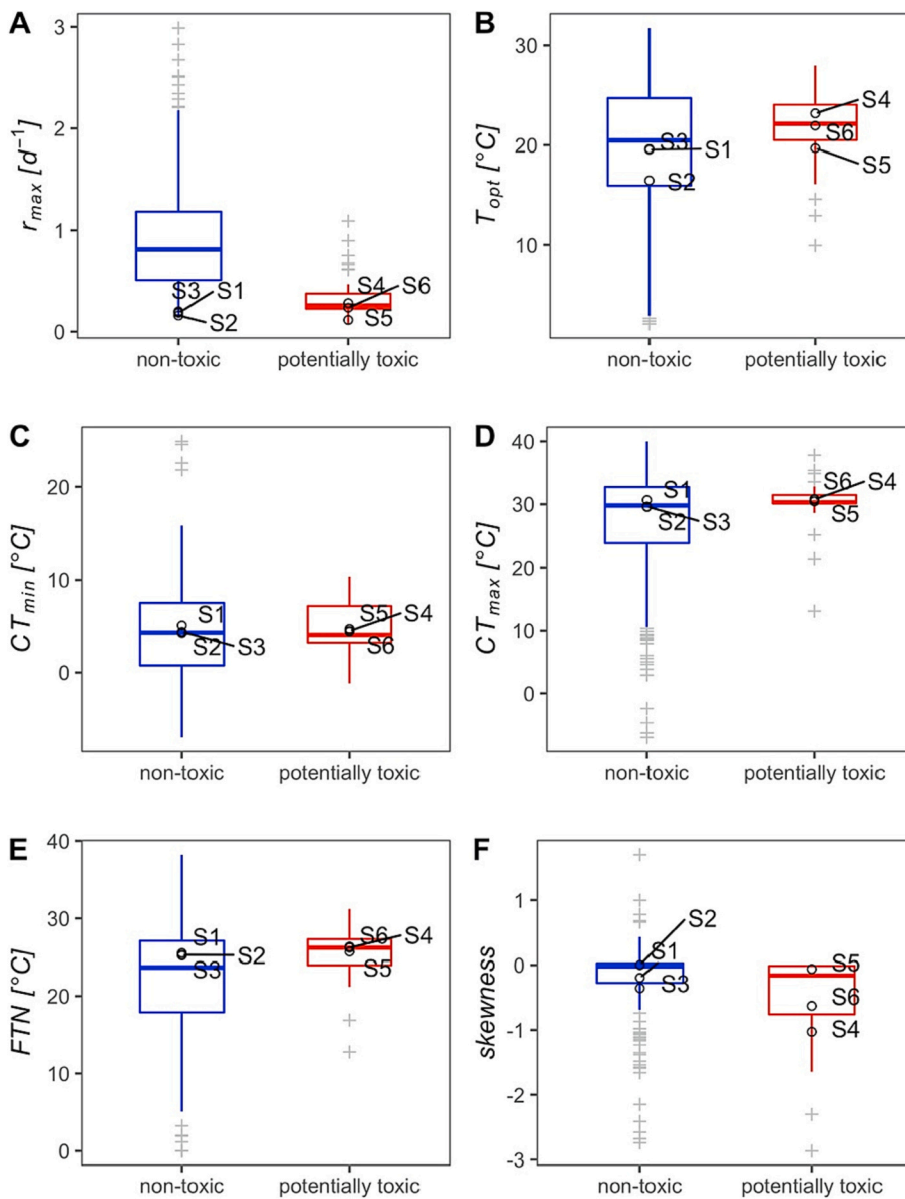 A
r_max [d^-1]
3
2
1
0
S3 S1
S2
S4 S6
S5
non-toxic potentially toxic
B
T_opt [°C]
30
20
10
S3 S1
S2
S4
S6
S5
non-toxic potentially toxic
C
CT_min [°C]
20
10
0
S1
S2 S3
S5 S4
S6
non-toxic potentially toxic
D
CT_max [°C]
40
30
20
10
0
S1
S2 S3
S6 S4
S5
non-toxic potentially toxic
E
FTN [°C]
40
30
20
10
0
S1
S2
S3
S6 S4
S5
non-toxic potentially toxic
F
skewness
1
0
-1
-2
-3
S2
S1
S3
S5
S6
S4
non-toxic potentially toxic